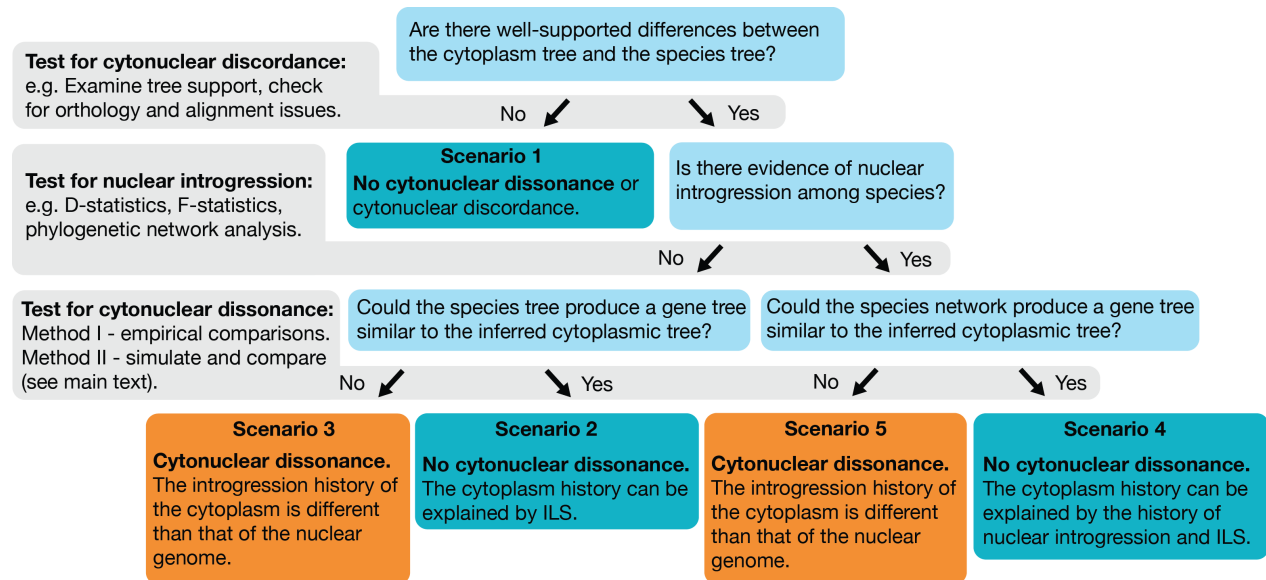 Are there well-supported differences between
the cytoplasm tree and the species tree?
Test for cytonuclear discordance:
e.g. Examine tree support, check
for orthology and alignment issues.
No
Yes
Scenario 1
No cytonuclear dissonance or
cytonuclear discordance.
Is there evidence of nuclear
introgression among species?
Test for nuclear introgression:
e.g. D-statistics, F-statistics,
phylogenetic network analysis.
No
Yes
Test for cytonuclear dissonance:
Method I - empirical comparisons.
Method II - simulate and compare
(see main text).
Could the species tree produce a gene tree
similar to the inferred cytoplasmic tree?
Could the species network produce a gene tree
similar to the inferred cytoplasmic tree?
No
Yes
No
Yes
Scenario 3
Cytonuclear dissonance.
The introgression history of
the cytoplasm is different
than that of the nuclear
genome.
Scenario 2
No cytonuclear dissonance.
The cytoplasm history can be
explained by ILS.
Scenario 5
Cytonuclear dissonance.
The introgression history of
the cytoplasm is different
than that of the nuclear
genome.
Scenario 4
No cytonuclear dissonance.
The cytoplasm history can be
explained by the history of
nuclear introgression and ILS.